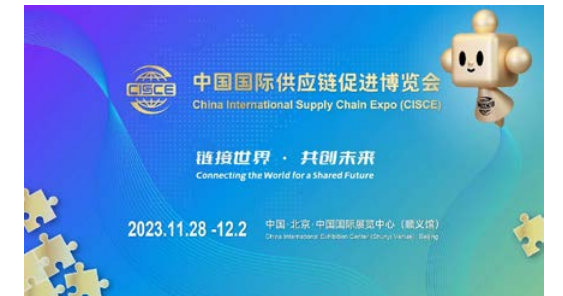 CISCE
中国国际供应链促进博览会
China International Supply Chain Expo (CISCE)
链接世界 · 共创未来
Connecting the World for a Shared Future
2023.11.28 -12.2
中国·北京·中国国际展览中心（顺义馆）
China International Exhibition Center (Shunyi Venue), Beijing